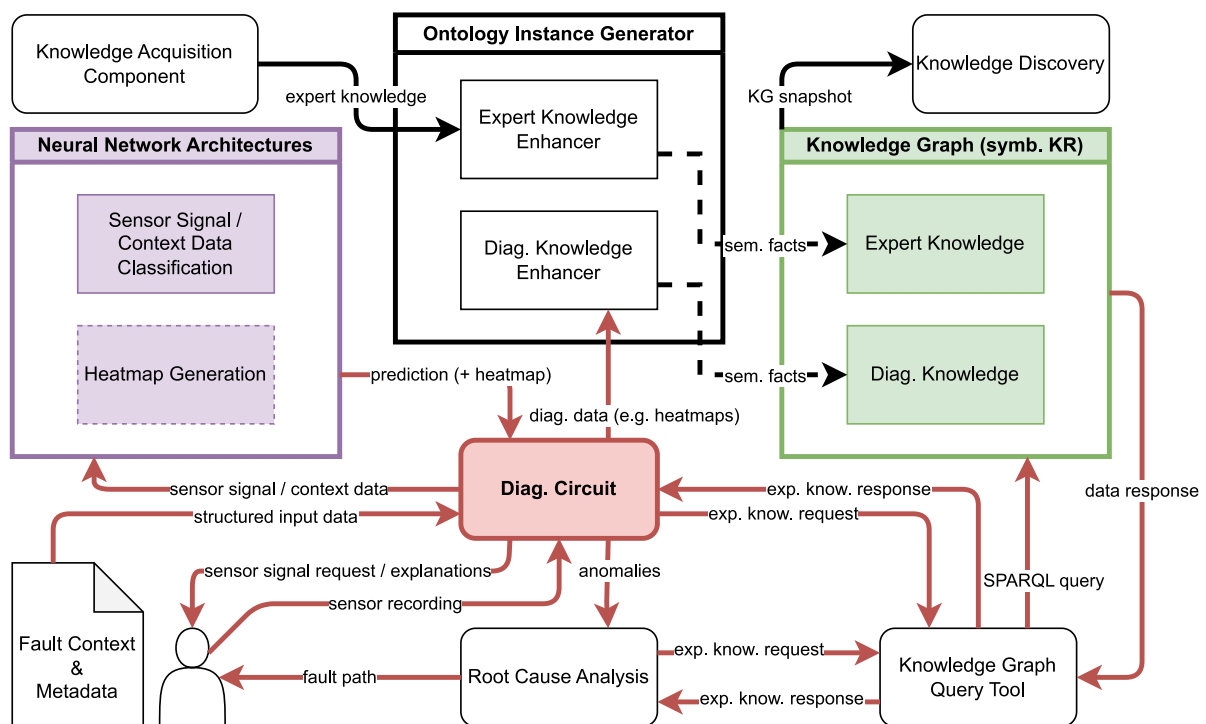 Knowledge Acquisition
Component
Ontology Instance Generator
Knowledge Discovery
expert knowledge
KG snapshot
Expert Knowledge
Enhancer
Neural Network Architectures
Knowledge Graph (symb. KR)
Sensor Signal /
Context Data
Classification
Diag. Knowledge
Enhancer
sem. facts
Expert Knowledge
Heatmap Generation
prediction (+ heatmap)
sem. facts
Diag. Knowledge
diag. data (e.g. heatmaps)
sensor signal / context data
Diag. Circuit
exp. know. response
data response
structured input data
exp. know. request
sensor signal request / explanations
anomalies
SPARQL query
sensor recording
Fault Context
&
Metadata
fault path
Root Cause Analysis
exp. know. request
exp. know. response
Knowledge Graph
Query Tool